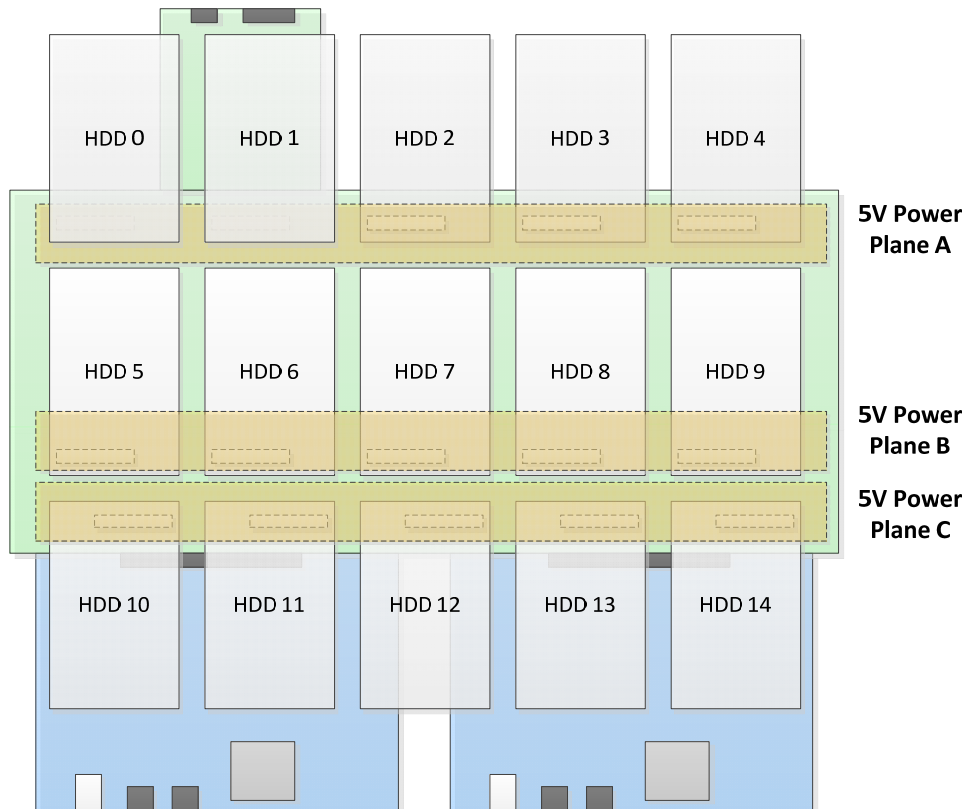 HDD 0
HDD 1
HDD 2
HDD 3
HDD 4
5V Power
Plane A
HDD 5
HDD 6
HDD 7
HDD 8
HDD 9
5V Power
Plane B
5V Power
Plane C
HDD 10
HDD 11
HDD 12
HDD 13
HDD 14